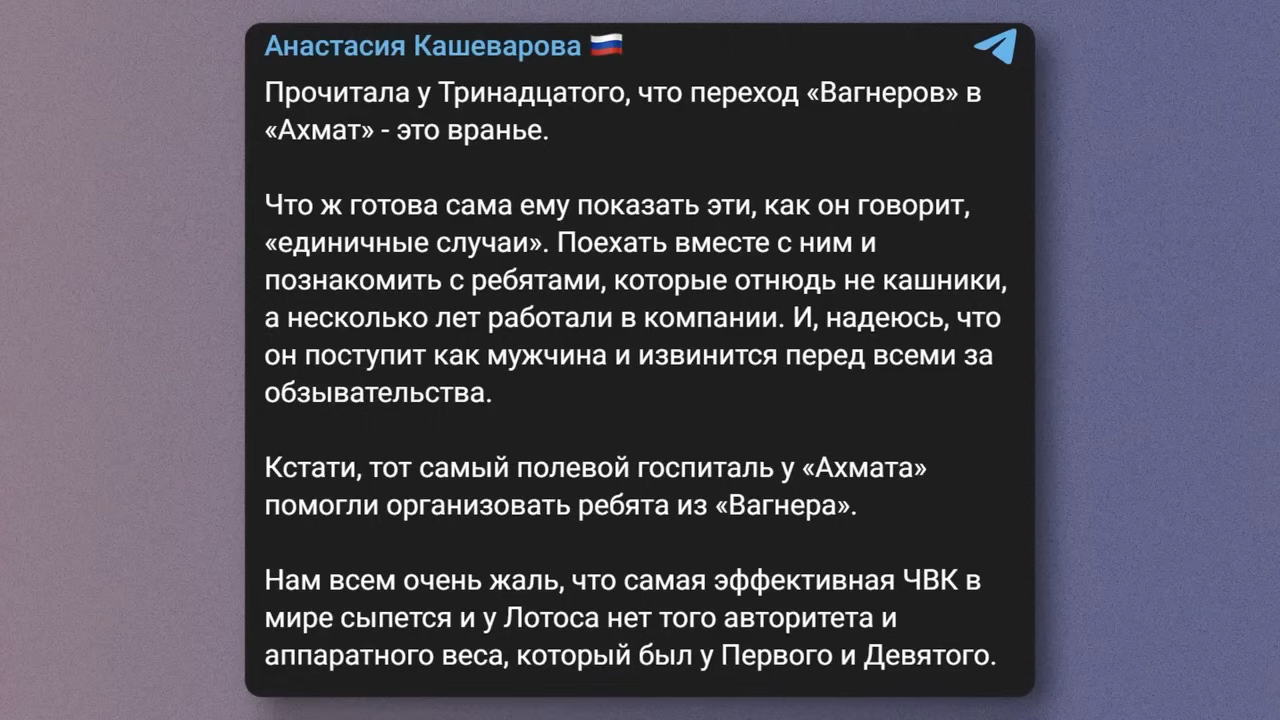 Анастасия Кашеварова 🇷🇺
Прочитала у Тринадцатого, что переход «Вагнеров» в
«Ахмат» - это вранье.
Что ж готова сама ему показать эти, как он говорит,
«единичные случаи». Поехать вместе с ним и
познакомить с ребятами, которые отнюдь не кашники,
а несколько лет работали в компании. И, надеюсь, что
он поступит как мужчина и извинится перед всеми за
обзывательства.
Кстати, тот самый полевой госпиталь у «Ахмата»
помогли организовать ребята из «Вагнера».
Нам всем очень жаль, что самая эффективная ЧВК в
мире сыпется и у Лотоса нет того авторитета и
аппаратного веса, который был у Первого и Девятого.